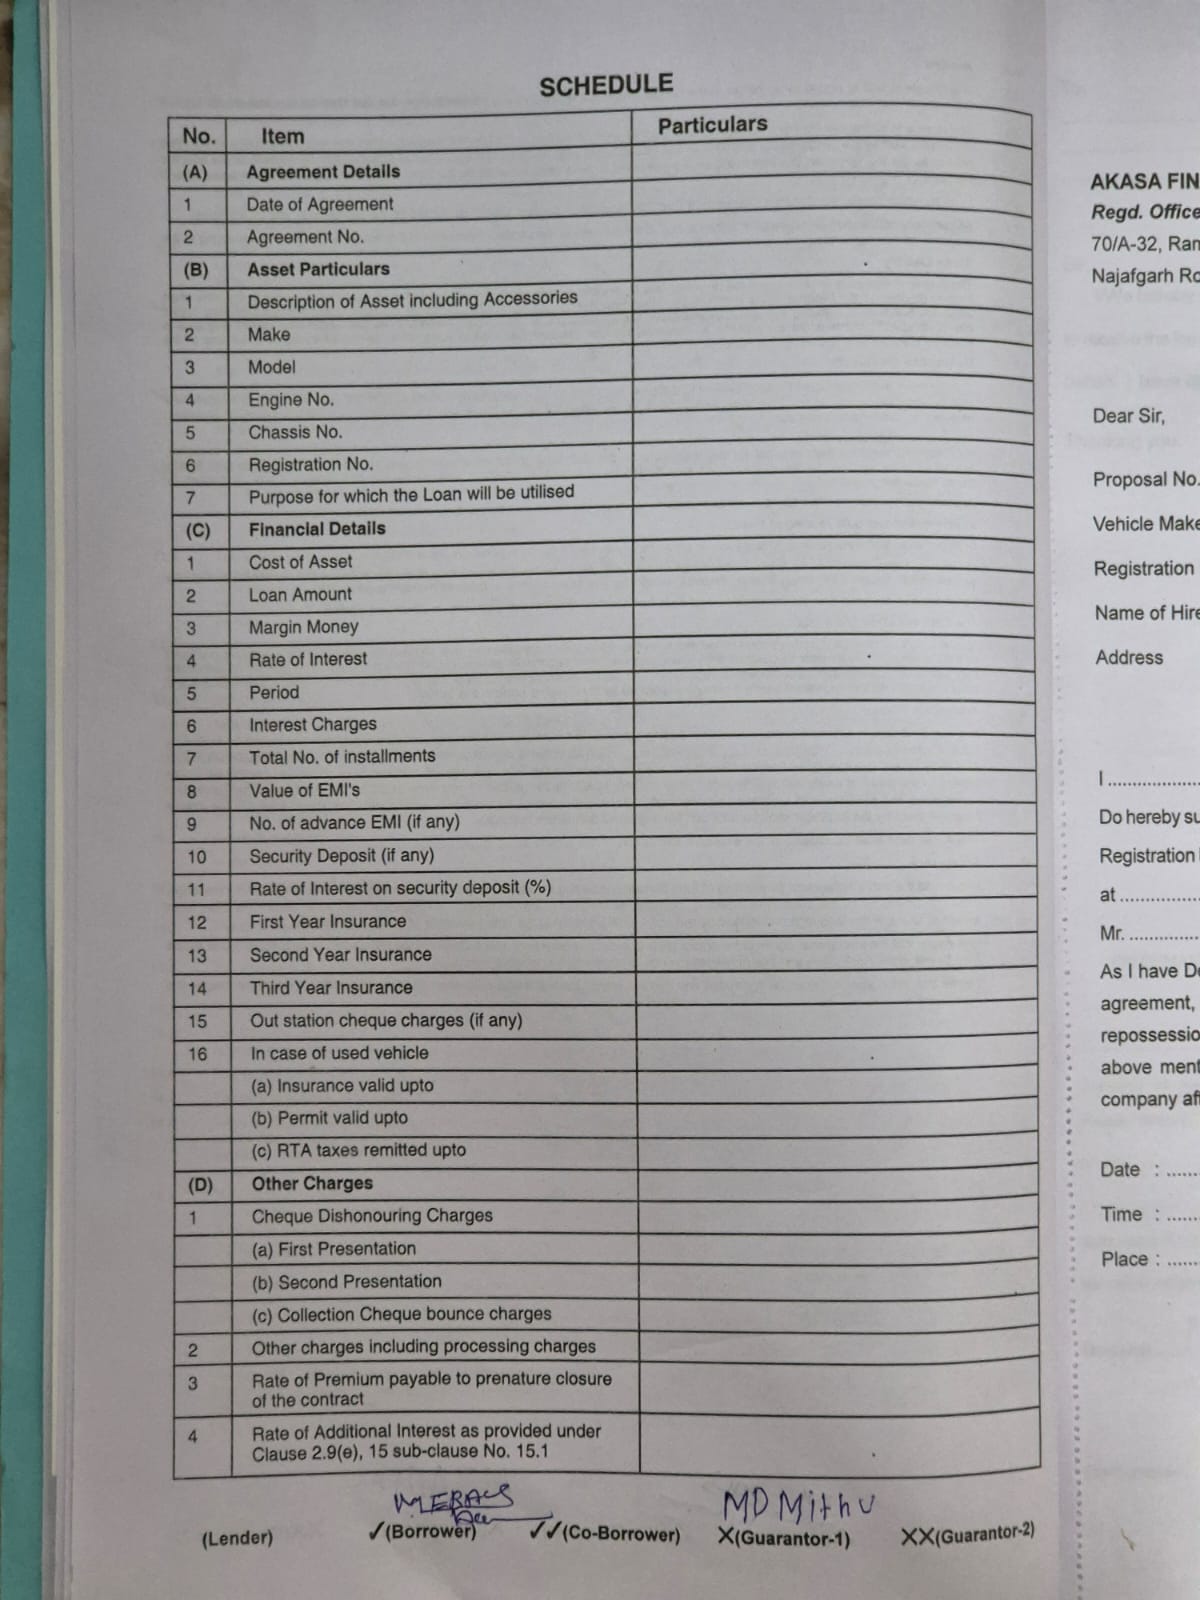 SCHEDULE
No. Item Particulars
(A) Agreement Details
1 Date of Agreement
2 Agreement No.
(B) Asset Particulars
1 Description of Asset including Accessories
2 Make
3 Model
4 Engine No.
5 Chassis No.
6 Registration No.
7 Purpose for which the Loan will be utilised
(C) Financial Details
1 Cost of Asset
2 Loan Amount
3 Margin Money
4 Rate of Interest
5 Period
6 Interest Charges
7 Total No. of installments
8 Value of EMI's
9 No. of advance EMI (if any)
10 Security Deposit (if any)
11 Rate of Interest on security deposit (%)
12 First Year Insurance
13 Second Year Insurance
14 Third Year Insurance
15 Out station cheque charges (if any)
16 In case of used vehicle
(a) Insurance valid upto
(b) Permit valid upto
(c) RTA taxes remitted upto
(D) Other Charges
1 Cheque Dishonouring Charges
(a) First Presentation
(b) Second Presentation
(c) Collection Cheque bounce charges
2 Other charges including processing charges
3 Rate of Premium payable to prenature closure
of the contract
4 Rate of Additional Interest as provided under
Clause 2.9(e), 15 sub-clause No. 15.1
MD Mithu
(Lender) ✓(Borrower) ✓✓(Co-Borrower) X(Guarantor-1) XX(Guarantor-2)
AKASA FIN
Regd. Office
70/A-32, Ram
Najafgarh Ro
Dear Sir,
Proposal No.
Vehicle Make
Registration
Name of Hire
Address
I ..................
Do hereby su
Registration
at ...............
Mr. .............
As I have De
agreement,
repossessio
above ment
company aft
Date : ......
Time : ......
Place : ......